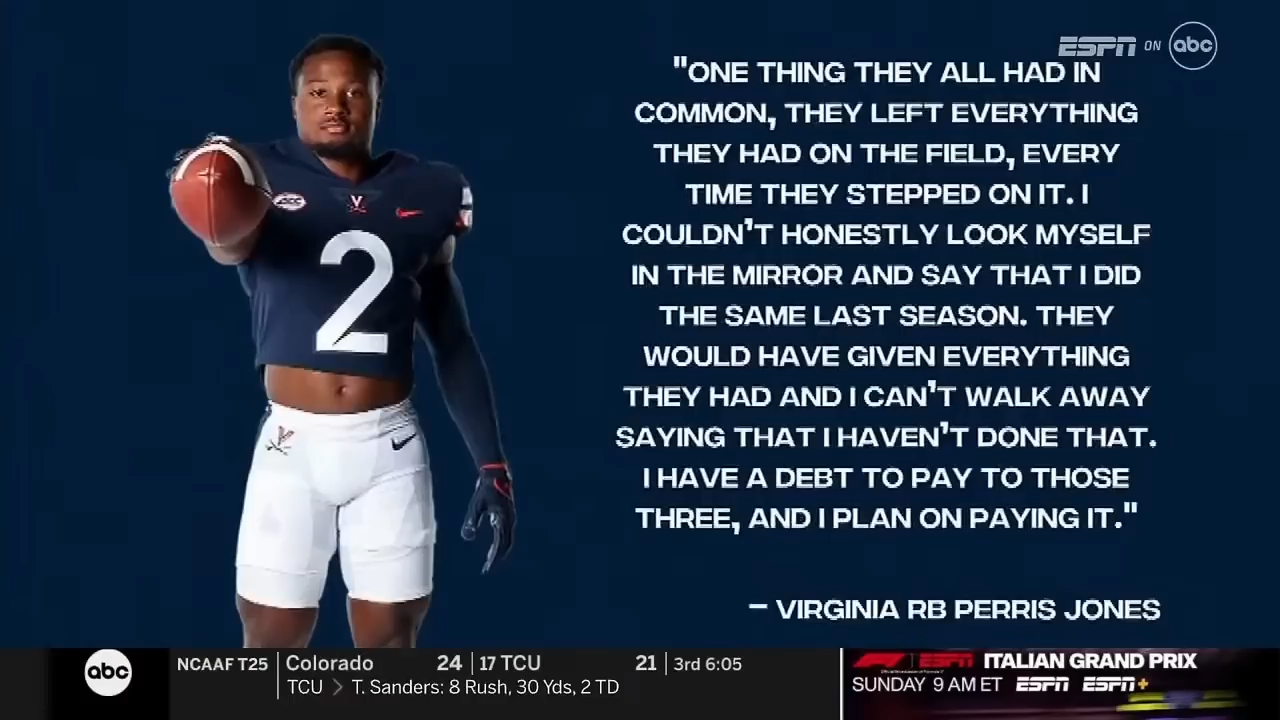 ESPN ON abc
"ONE THING THEY ALL HAD IN
COMMON, THEY LEFT EVERYTHING
THEY HAD ON THE FIELD, EVERY
TIME THEY STEPPED ON IT. I
COULDN'T HONESTLY LOOK MYSELF
IN THE MIRROR AND SAY THAT I DID
THE SAME LAST SEASON. THEY
WOULD HAVE GIVEN EVERYTHING
THEY HAD AND I CAN'T WALK AWAY
SAYING THAT I HAVEN'T DONE THAT.
I HAVE A DEBT TO PAY TO THOSE
THREE, AND I PLAN ON PAYING IT."
– VIRGINIA RB PERRIS JONES
ACC
V
2
abc
NCAAF T25
Colorado 24 17 TCU 21 3rd 6:05
TCU > T. Sanders: 8 Rush, 30 Yds, 2 TD
F1 ESPN ITALIAN GRAND PRIX
SUNDAY 9 AM ET ESPN ESPN+